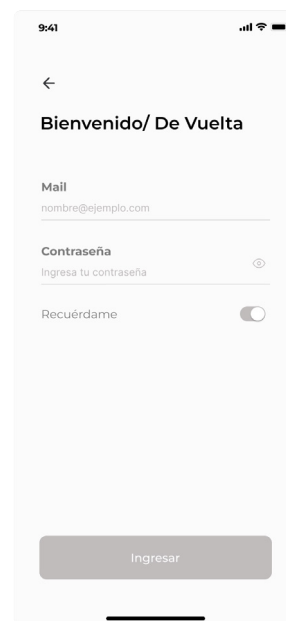 9:41
Bienvenido/ De Vuelta
Mail
nombre@ejemplo.com
Contraseña
Ingresa tu contraseña
Recuérdame
Ingresar